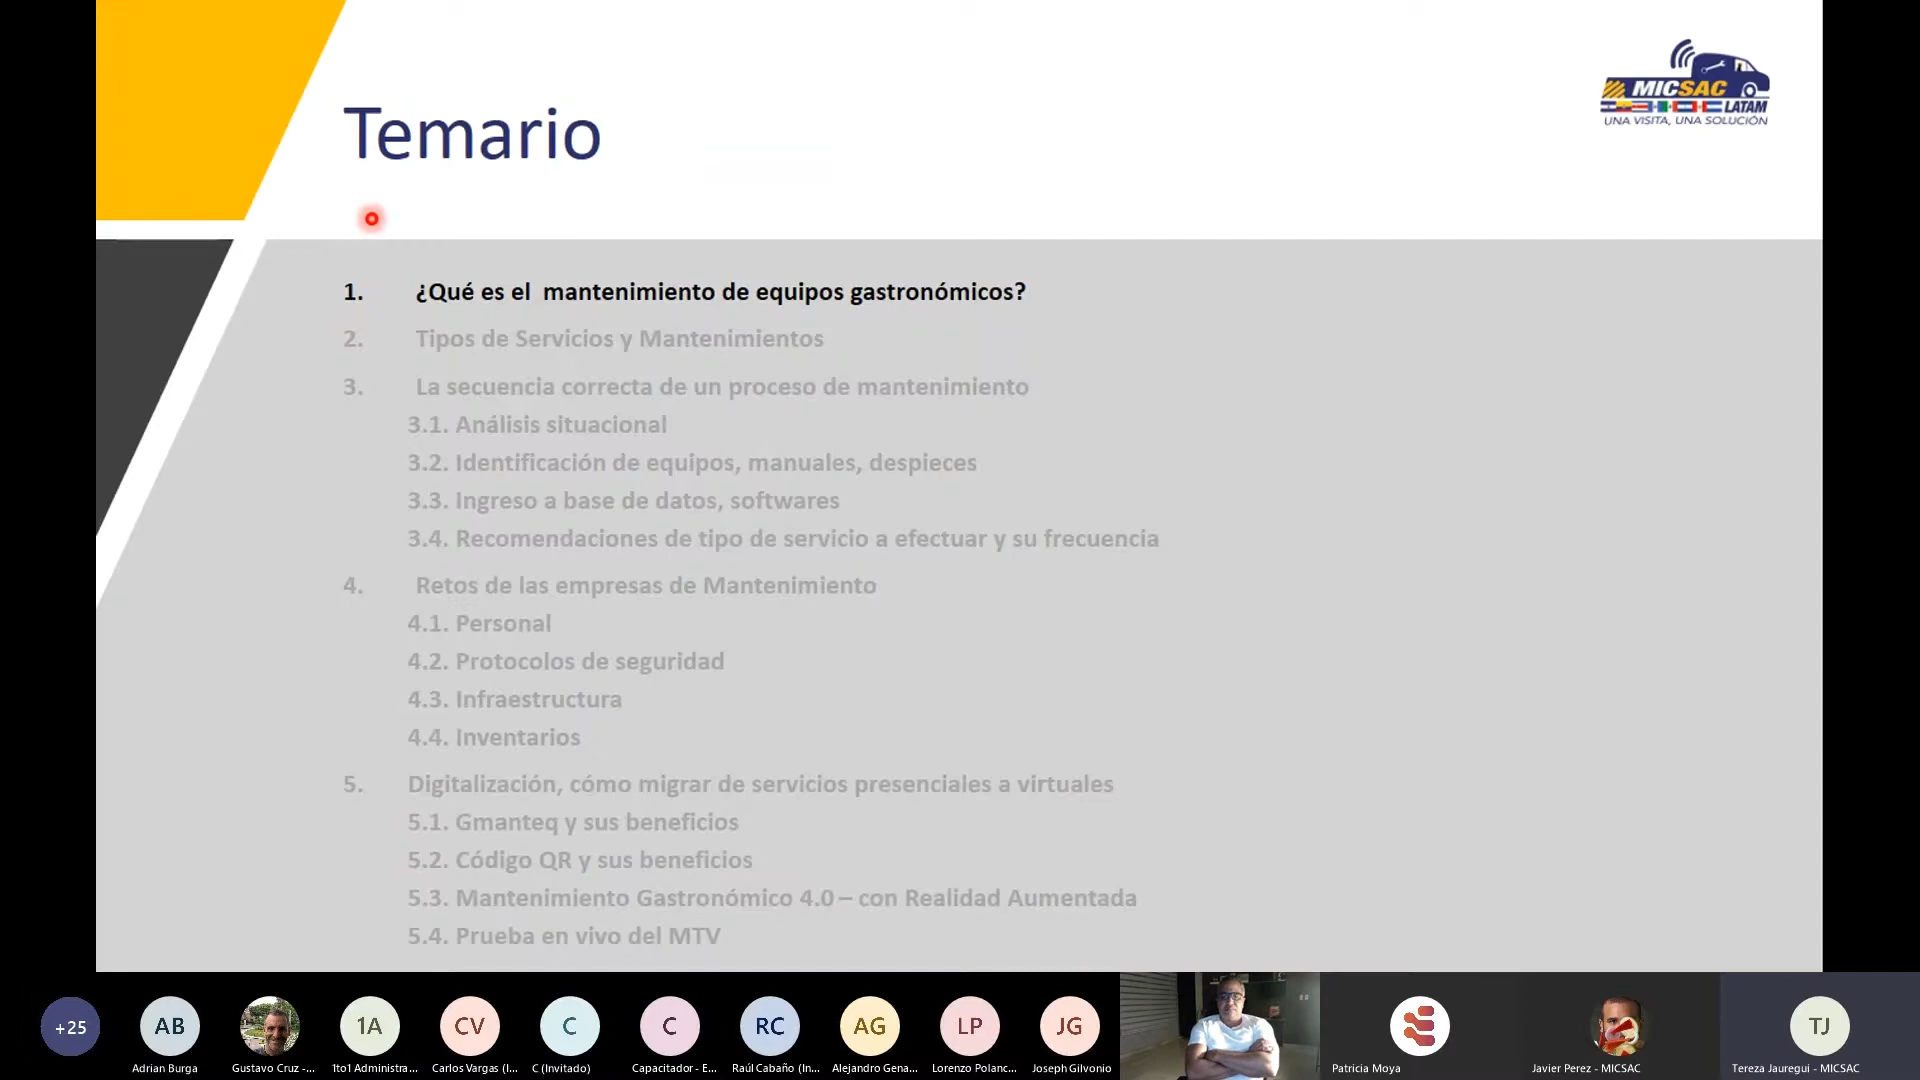 MICSAC
LATAM
UNA VISITA, UNA SOLUCIÓN
Temario
1. ¿Qué es el mantenimiento de equipos gastronómicos?
2. Tipos de Servicios y Mantenimientos
3. La secuencia correcta de un proceso de mantenimiento
3.1. Análisis situacional
3.2. Identificación de equipos, manuales, despieces
3.3. Ingreso a base de datos, softwares
3.4. Recomendaciones de tipo de servicio a efectuar y su frecuencia
4. Retos de las empresas de Mantenimiento
4.1. Personal
4.2. Protocolos de seguridad
4.3. Infraestructura
4.4. Inventarios
5. Digitalización, cómo migrar de servicios presenciales a virtuales
5.1. Gmanteq y sus beneficios
5.2. Código QR y sus beneficios
5.3. Mantenimiento Gastronómico 4.0 – con Realidad Aumentada
5.4. Prueba en vivo del MTV
+25 AB 1A CV C C RC AG LP JG TJ
Adrian Burga Gustavo Cruz -... 1to1 Administra... Carlos Vargas (I... C (Invitado) Capacitador - E... Raúl Cabaño (In... Alejandro Gena... Lorenzo Polanc... Joseph Gilvonio Patricia Moya Javier Perez - MICSAC Tereza Jauregui - MICSAC